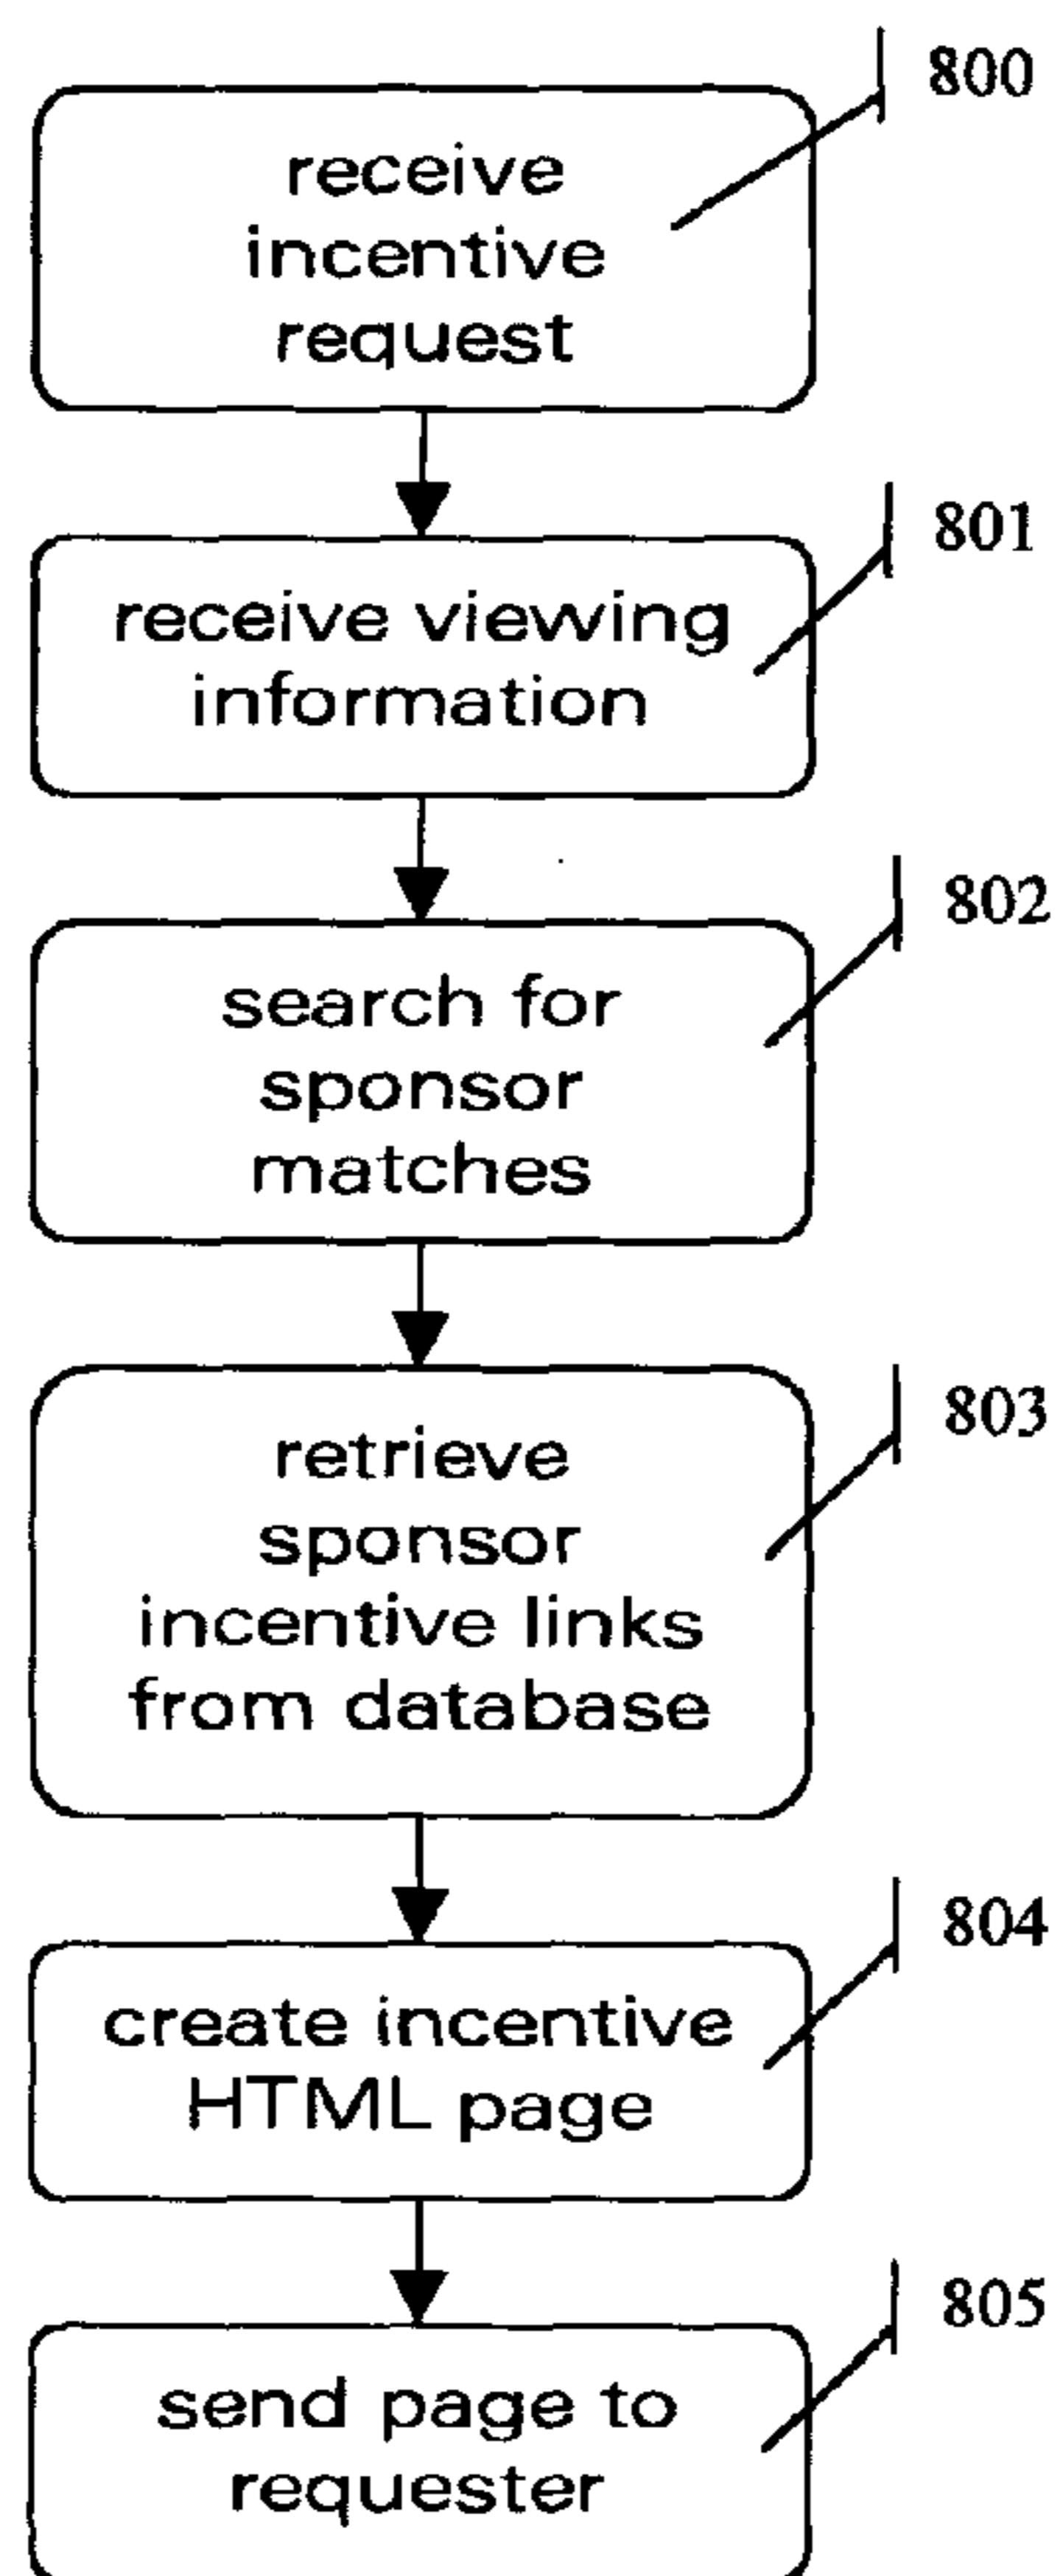 800
receive
incentive
request
801
receive viewing
information
802
search for
sponsor
matches
803
retrieve
sponsor
incentive links
from database
804
create incentive
HTML page
805
send page to
requester